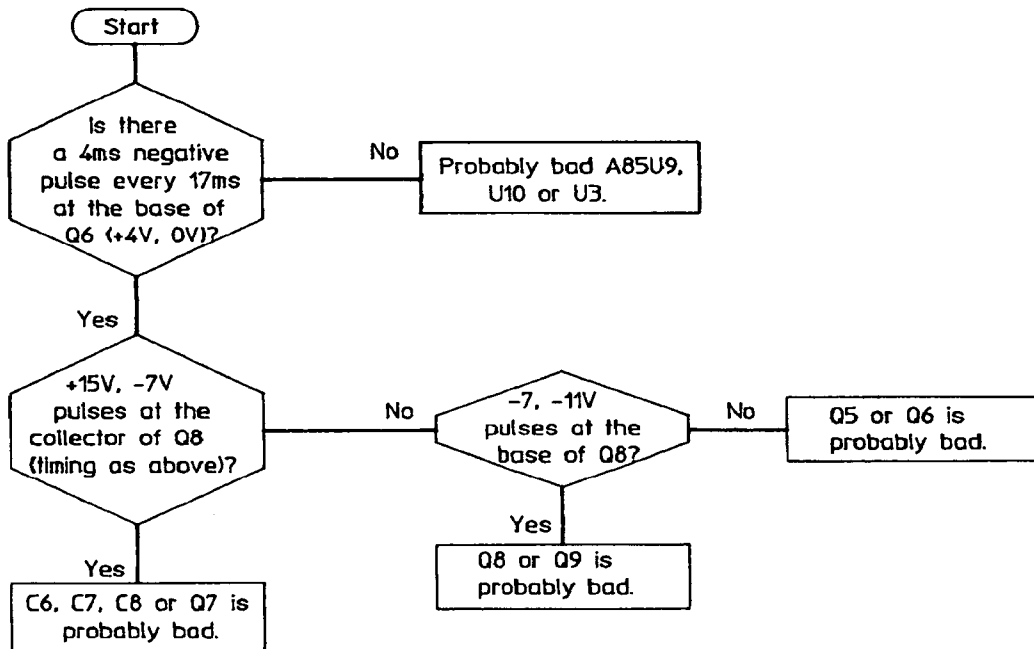 Start
Is there
a 4ms negative
pulse every 17ms
at the base of
Q6 (+4V, 0V)?
No
Probably bad A85U9,
U10 or U3.
Yes
+15V, -7V
pulses at the
collector of Q8
(timing as above)?
No
-7, -11V
pulses at the
base of Q8?
No
Q5 or Q6 is
probably bad.
Yes
Q8 or Q9 is
probably bad.
Yes
C6, C7, C8 or Q7 is
probably bad.